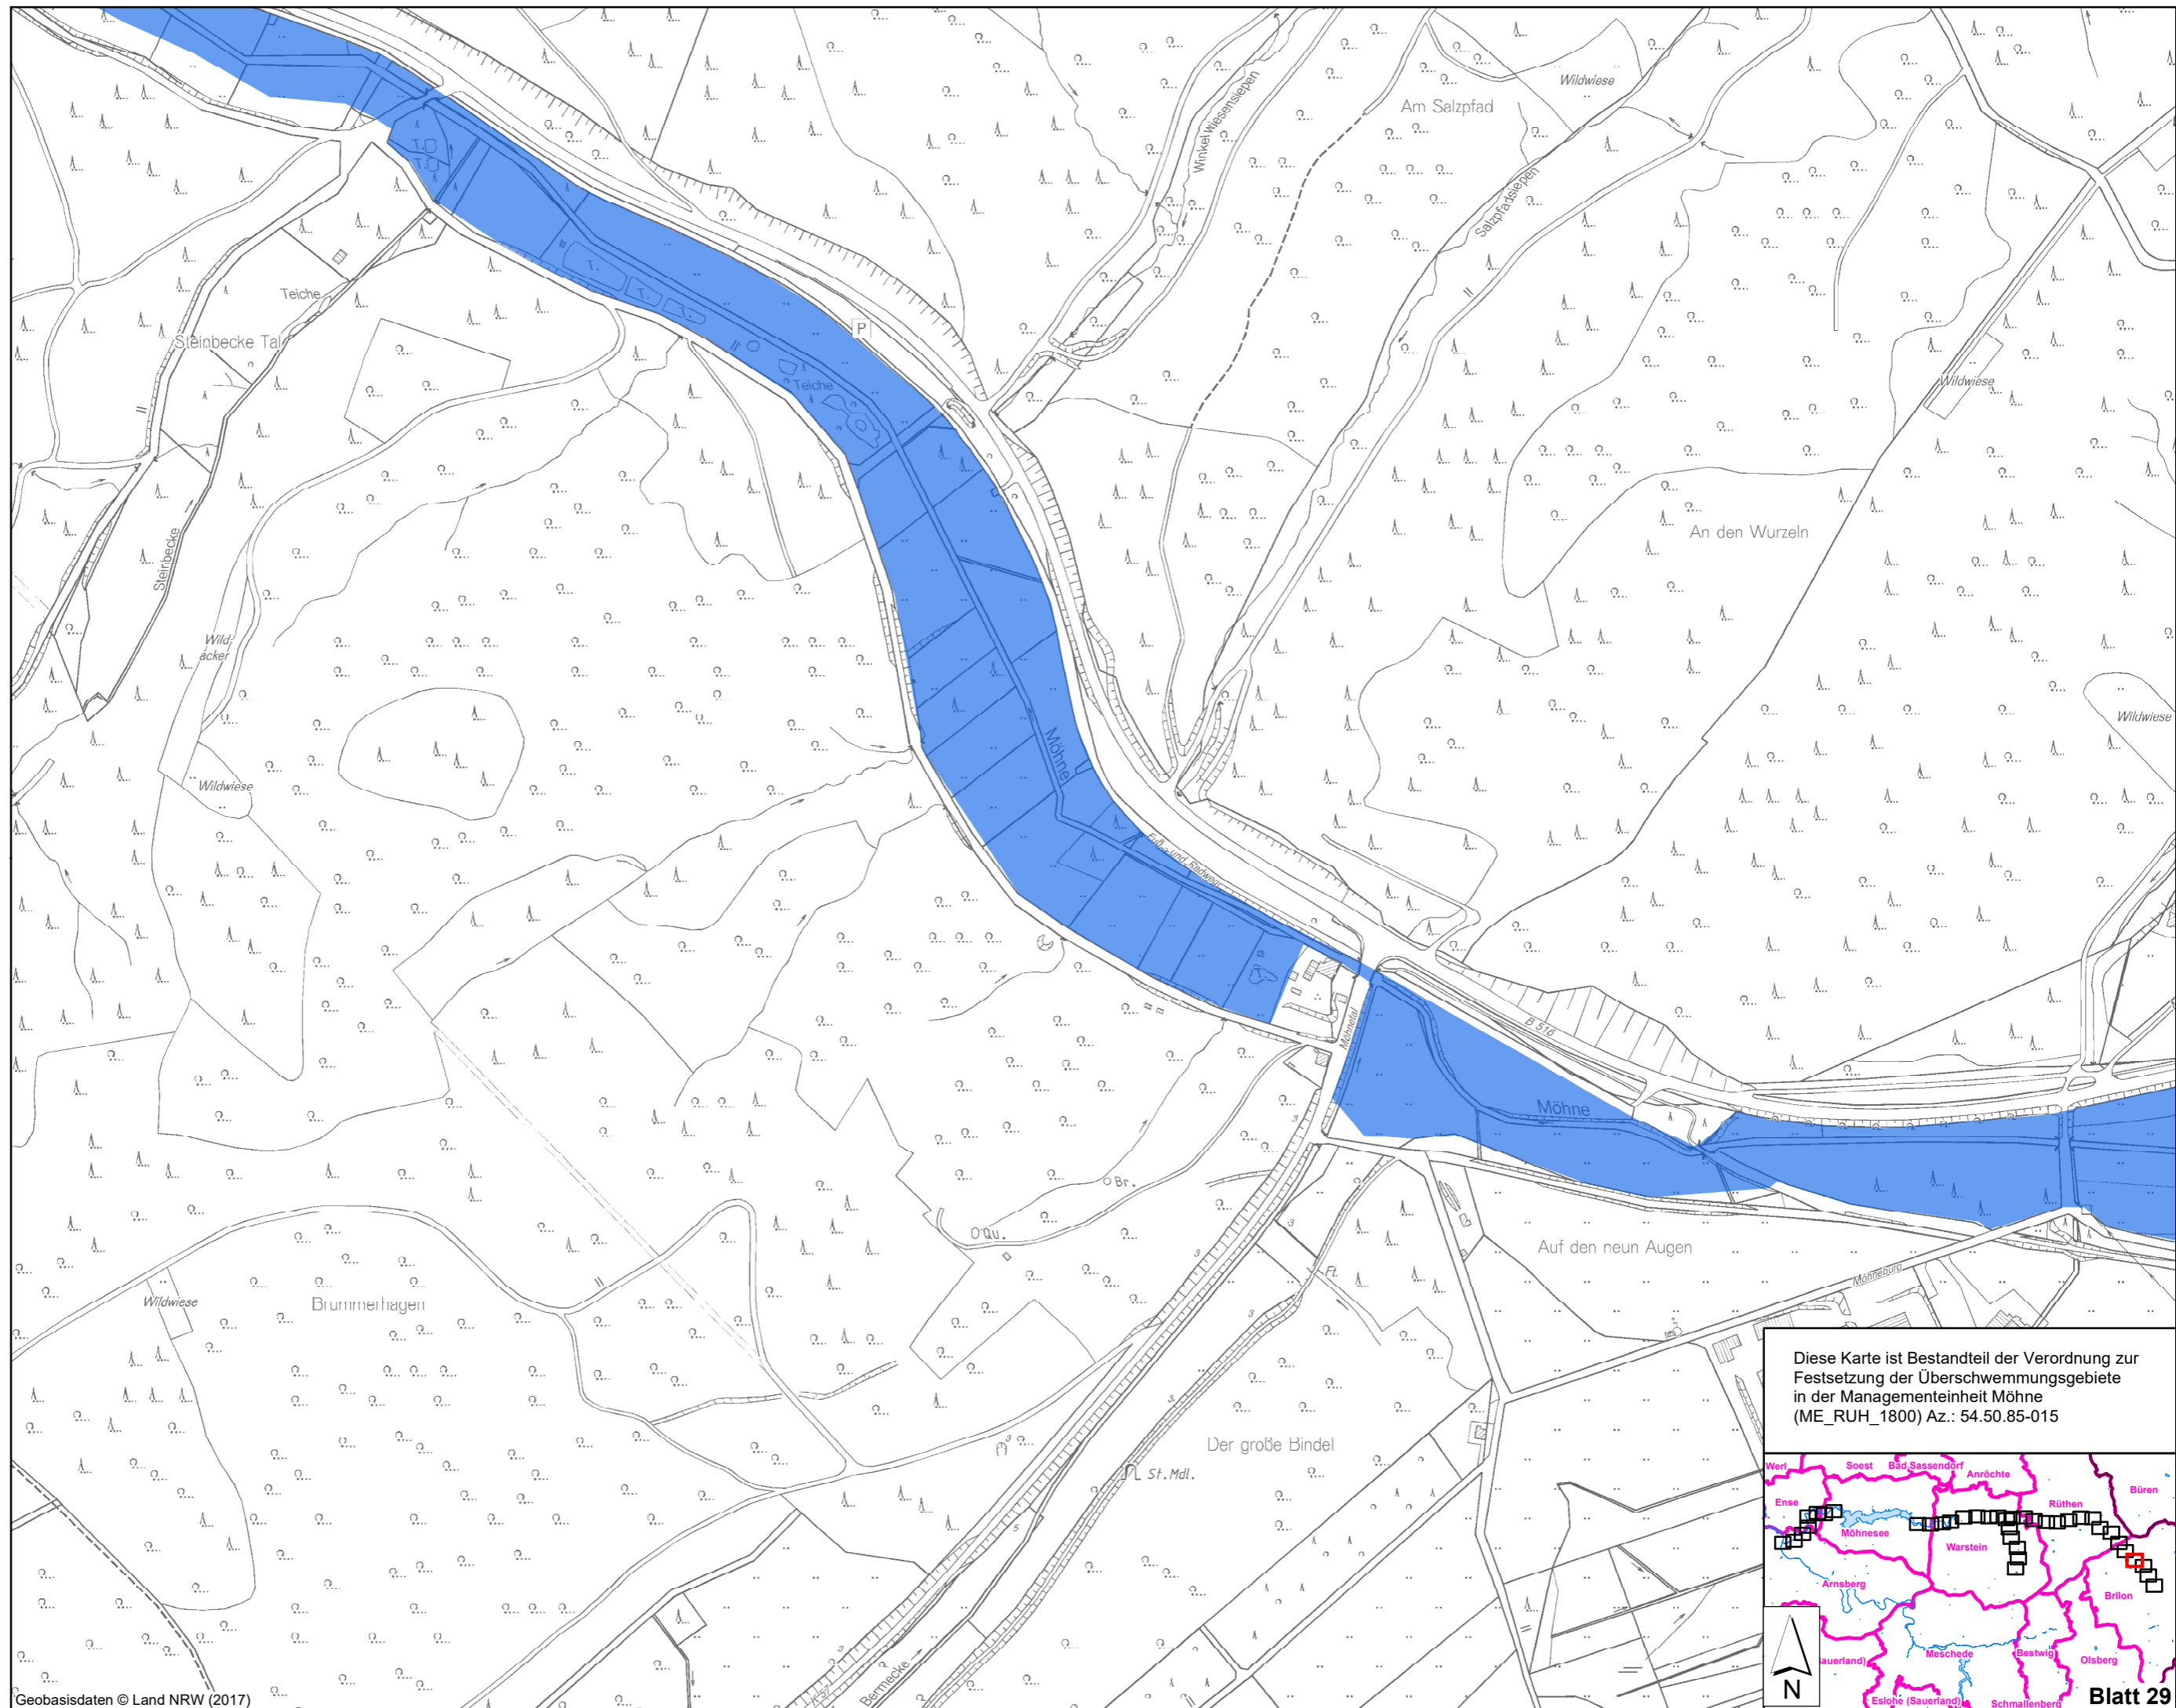 Wildwiese
Am Salzpfad
Winkelwiesensiepen
Salzpfadsiepen
T.
T.
Teiche
Steinbecke Tal
P
T.
T.
T.
Teiche
Wildwiese
An den Wurzeln
Steinbecke
Wild-
acker
Wildwiese
Möhne
Wildwiese
Fuß- und Radweg
T.
B 516
Möhnetal
Möhne
Br.
Qu.
Auf den neun Augen
Ft.
Möhneburg
Wildwiese
Brummerhagen
Der große Bindel
St.Mdl.
Bermecke
Diese Karte ist Bestandteil der Verordnung zur
Festsetzung der Überschwemmungsgebiete
in der Managementeinheit Möhne
(ME_RUH_1800) Az.: 54.50.85-015
Werl
Soest
Bad Sassendorf
Anröchte
Büren
Ense
Rüthen
Möhnesee
Warstein
Arnsberg
Brilon
Meschede
Bestwig
Olsberg
auerland)
Eslohe (Sauerland)
Schmallenberg
N
Blatt 29
Geobasisdaten © Land NRW (2017)